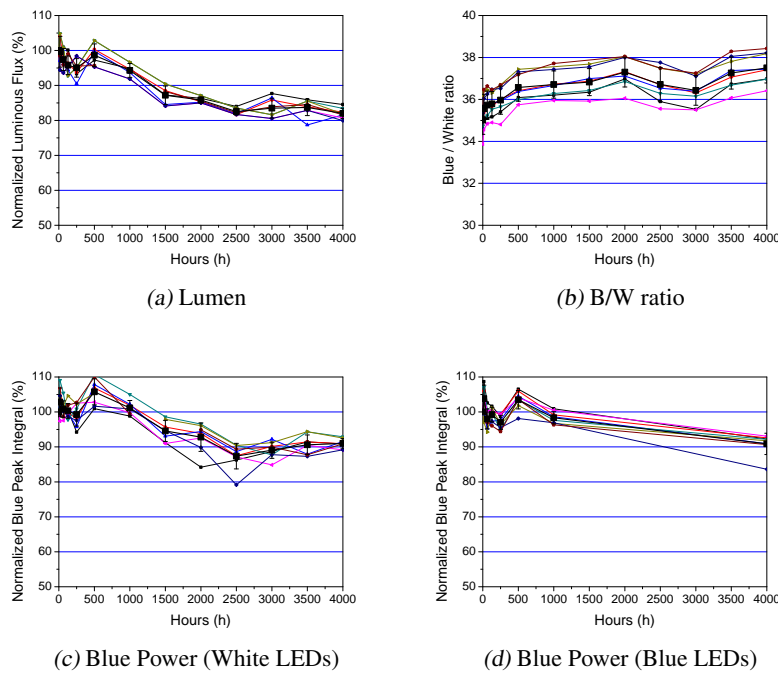 110
100
90
80
70
60
50
0 500 1000 1500 2000 2500 3000 3500 4000
Normalized Luminous Flux (%)
Hours (h)
(a) Lumen
40
38
36
34
32
30
0 500 1000 1500 2000 2500 3000 3500 4000
Blue / White ratio
Hours (h)
(b) B/W ratio
110
100
90
80
70
60
50
0 500 1000 1500 2000 2500 3000 3500 4000
Normalized Blue Peak Integral (%)
Hours (h)
(c) Blue Power (White LEDs)
110
100
90
80
70
60
50
0 500 1000 1500 2000 2500 3000 3500 4000
Normalized Blue Peak Integral (%)
Hours (h)
(d) Blue Power (Blue LEDs)